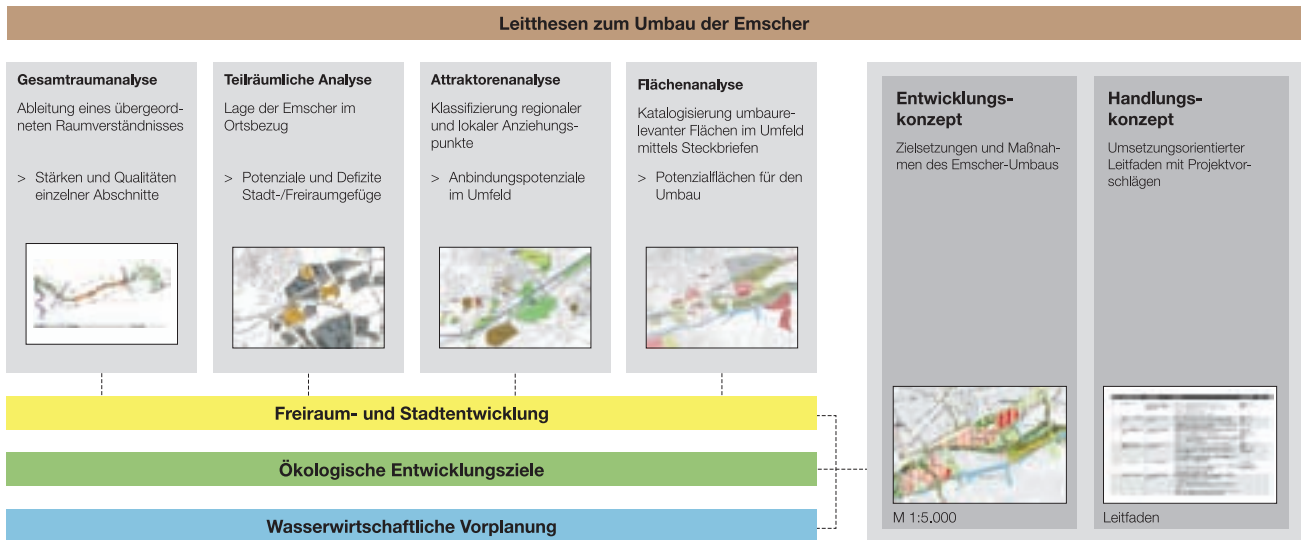 Leitthesen zum Umbau der Emscher
Gesamtraumanalyse
Ableitung eines übergeord-
neten Raumverständnisses
> Stärken und Qualitäten
einzelner Abschnitte
Teilräumliche Analyse
Lage der Emscher im
Ortsbezug
> Potenziale und Defizite
Stadt-/Freiraumgefüge
Attraktorenanalyse
Klassifizierung regionaler
und lokaler Anziehungs-
punkte
> Anbindungspotenziale
im Umfeld
Flächenanalyse
Katalogisierung umbaure-
levanter Flächen im Umfeld
mittels Steckbriefen
> Potenzialflächen für den
Umbau
Entwicklungs-
konzept
Zielsetzungen und Maßnah-
men des Emscher-Umbaus
M 1:5.000
Handlungs-
konzept
Umsetzungsorientierter
Leitfaden mit Projektvor-
schlägen
Leitfaden
Freiraum- und Stadtentwicklung
Ökologische Entwicklungsziele
Wasserwirtschaftliche Vorplanung